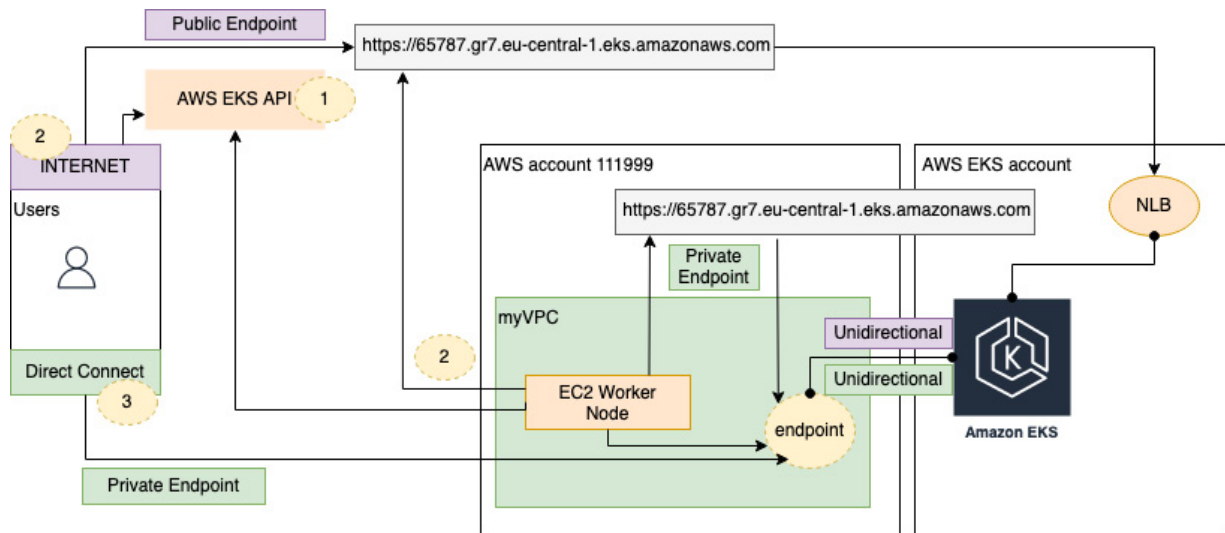 Public Endpoint
https://65787.gr7.eu-central-1.eks.amazonaws.com
AWS EKS API
1
2
INTERNET
Users
AWS account 111999
AWS EKS account
https://65787.gr7.eu-central-1.eks.amazonaws.com
NLB
Private
Endpoint
myVPC
Unidirectional
2
Unidirectional
Direct Connect
3
EC2 Worker
Node
endpoint
K
Amazon EKS
Private Endpoint